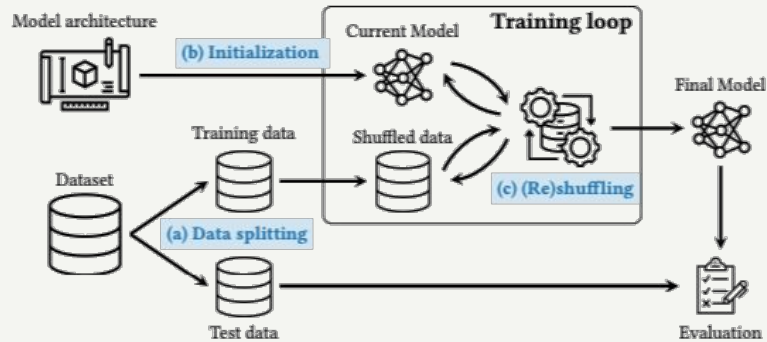 Model architecture
(b) Initialization
Current Model
Training loop
Final Model
Training data
Shuffled data
Dataset
(c) (Re)shuffling
(a) Data splitting
Test data
Evaluation